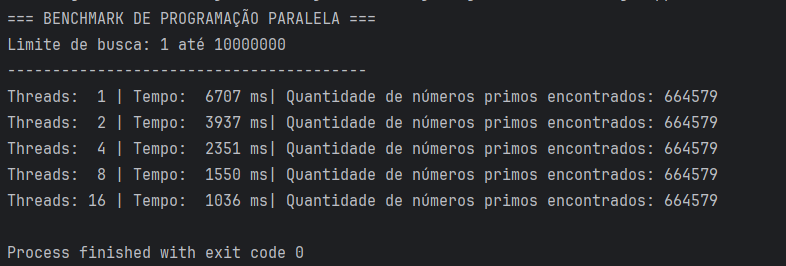 === BENCHMARK DE PROGRAMAÇÃO PARALELA ===
Limite de busca: 1 até 10000000
----------------------------------------
Threads:  1 | Tempo:  6707 ms| Quantidade de números primos encontrados: 664579
Threads:  2 | Tempo:  3937 ms| Quantidade de números primos encontrados: 664579
Threads:  4 | Tempo:  2351 ms| Quantidade de números primos encontrados: 664579
Threads:  8 | Tempo:  1550 ms| Quantidade de números primos encontrados: 664579
Threads: 16 | Tempo:  1036 ms| Quantidade de números primos encontrados: 664579
Process finished with exit code 0